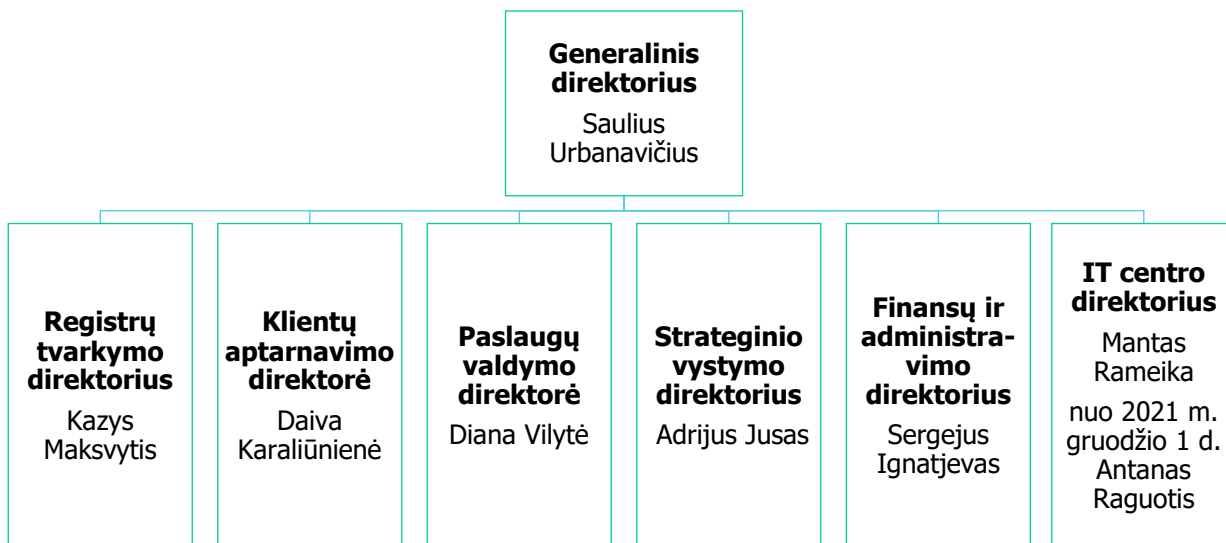 Generalinis
direktorius
Saulius
Urbanavičius
Registrų
tvarkymo
direktorius
Kazys
Maksvytis
Klientų
aptarnavimo
direktorė
Daiva
Karaliūnienė
Paslaugų
valdymo
direktorė
Diana Vilytė
Strateginio
vystymo
direktorius
Adrijus Jusas
Finansų ir
administra-
vimo
direktorius
Sergejus
Ignatjevas
IT centro
direktorius
Mantas
Rameika
nuo 2021 m.
gruodžio 1 d.
Antanas
Raguotis